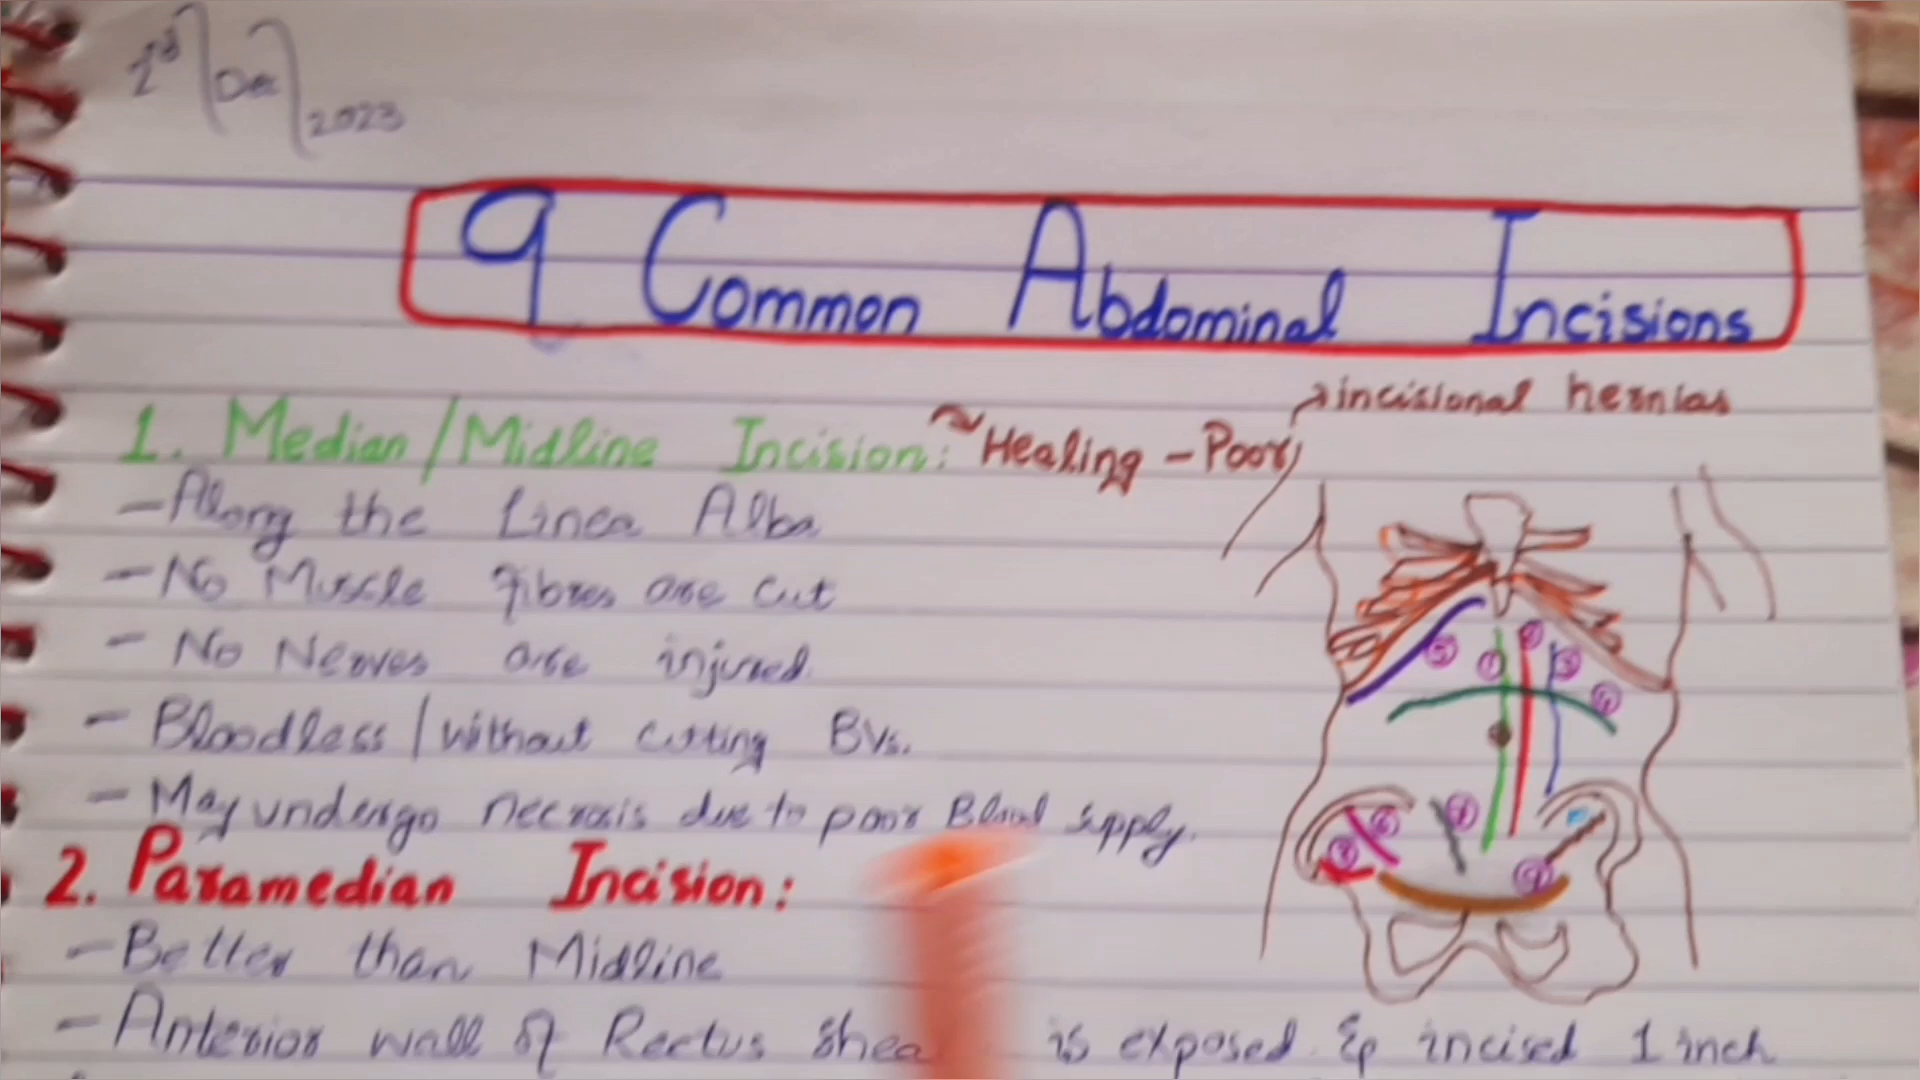 1st Dec 2023
9 Common Abdominal Incisions
incisional hernias
1. Median/Midline Incision: Healing - Poor
- Along the Linea Alba
- No Muscle fibres are cut
- No Nerves are injured.
- Bloodless/without cutting BVs.
- May undergo necrosis due to poor Blood supply.
2. Paramedian Incision:
- Better than Midline
- Anterior wall of Rectus is exposed & incised 1 inch